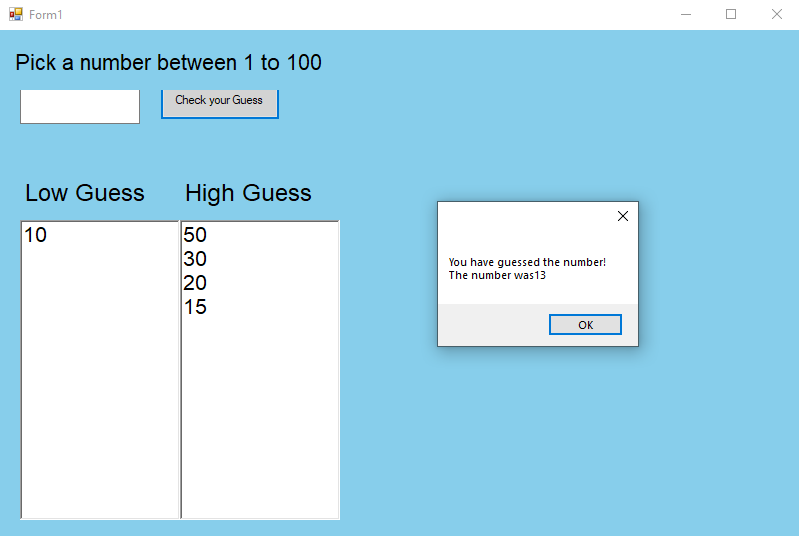 Form1
Pick a number between 1 to 100
Check your Guess
Low Guess
High Guess
10
50
30
20
15
You have guessed the number!
The number was13
OK